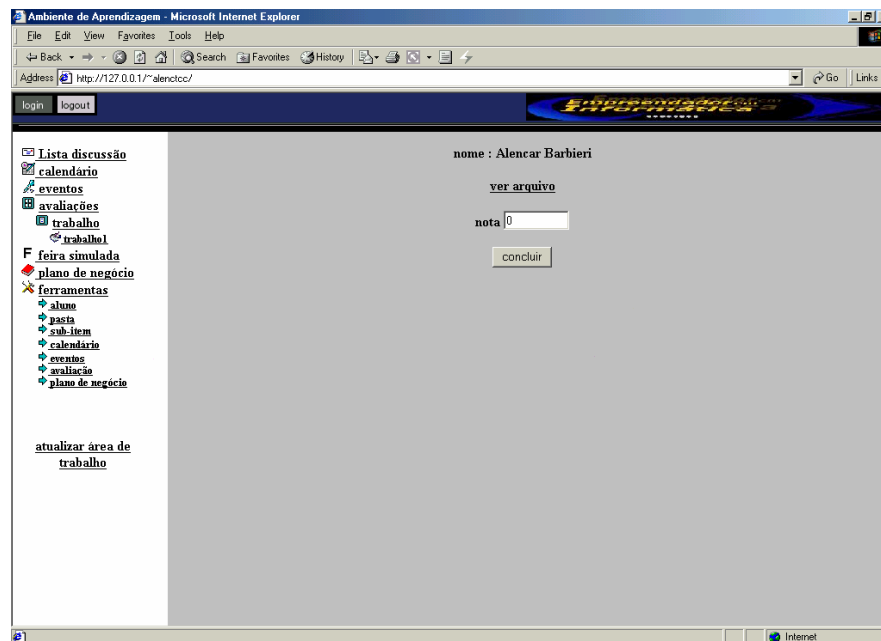 Ambiente de Aprendizagem - Microsoft Internet Explorer
File Edit View Favorites Tools Help
Back Search Favorites History
Address http://127.0.0.1/~alenctcc/ Go Links
login logout
Empreendedor em
Informática
Lista discussão
calendário
eventos
avaliações
trabalho
trabalho1
F feira simulada
plano de negócio
ferramentas
aluno
pasta
sub-item
calendário
eventos
avaliação
plano de negócio
atualizar área de
trabalho
nome : Alencar Barbieri
ver arquivo
nota 0
concluir
Internet